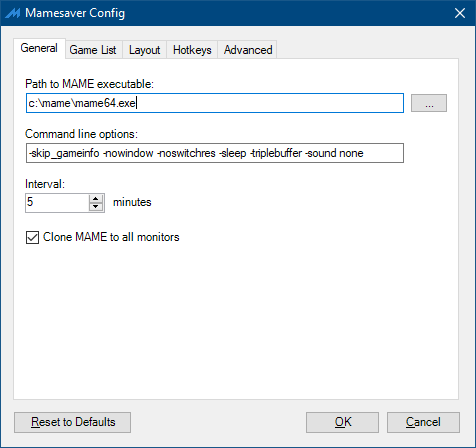 Mamesaver Config
General Game List Layout Hotkeys Advanced
Path to MAME executable:
c:\mame\mame64.exe
...
Command line options:
-skip_gameinfo -nowindow -noswitchres -sleep -triplebuffer -sound none
Interval:
5 minutes
Clone MAME to all monitors
Reset to Defaults OK Cancel